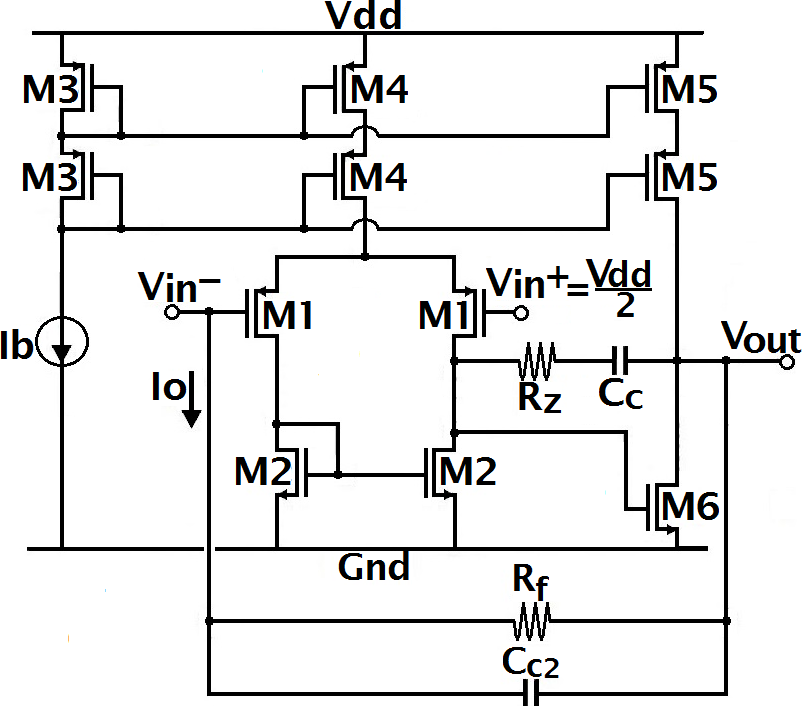 Vdd
M3 M4 M5
M3 M4 M5
Vin− Vin+=Vdd/2
M1 M1
Ib Vout
Io RZ CC
M2 M2
M6
Gnd
Rf
CC2